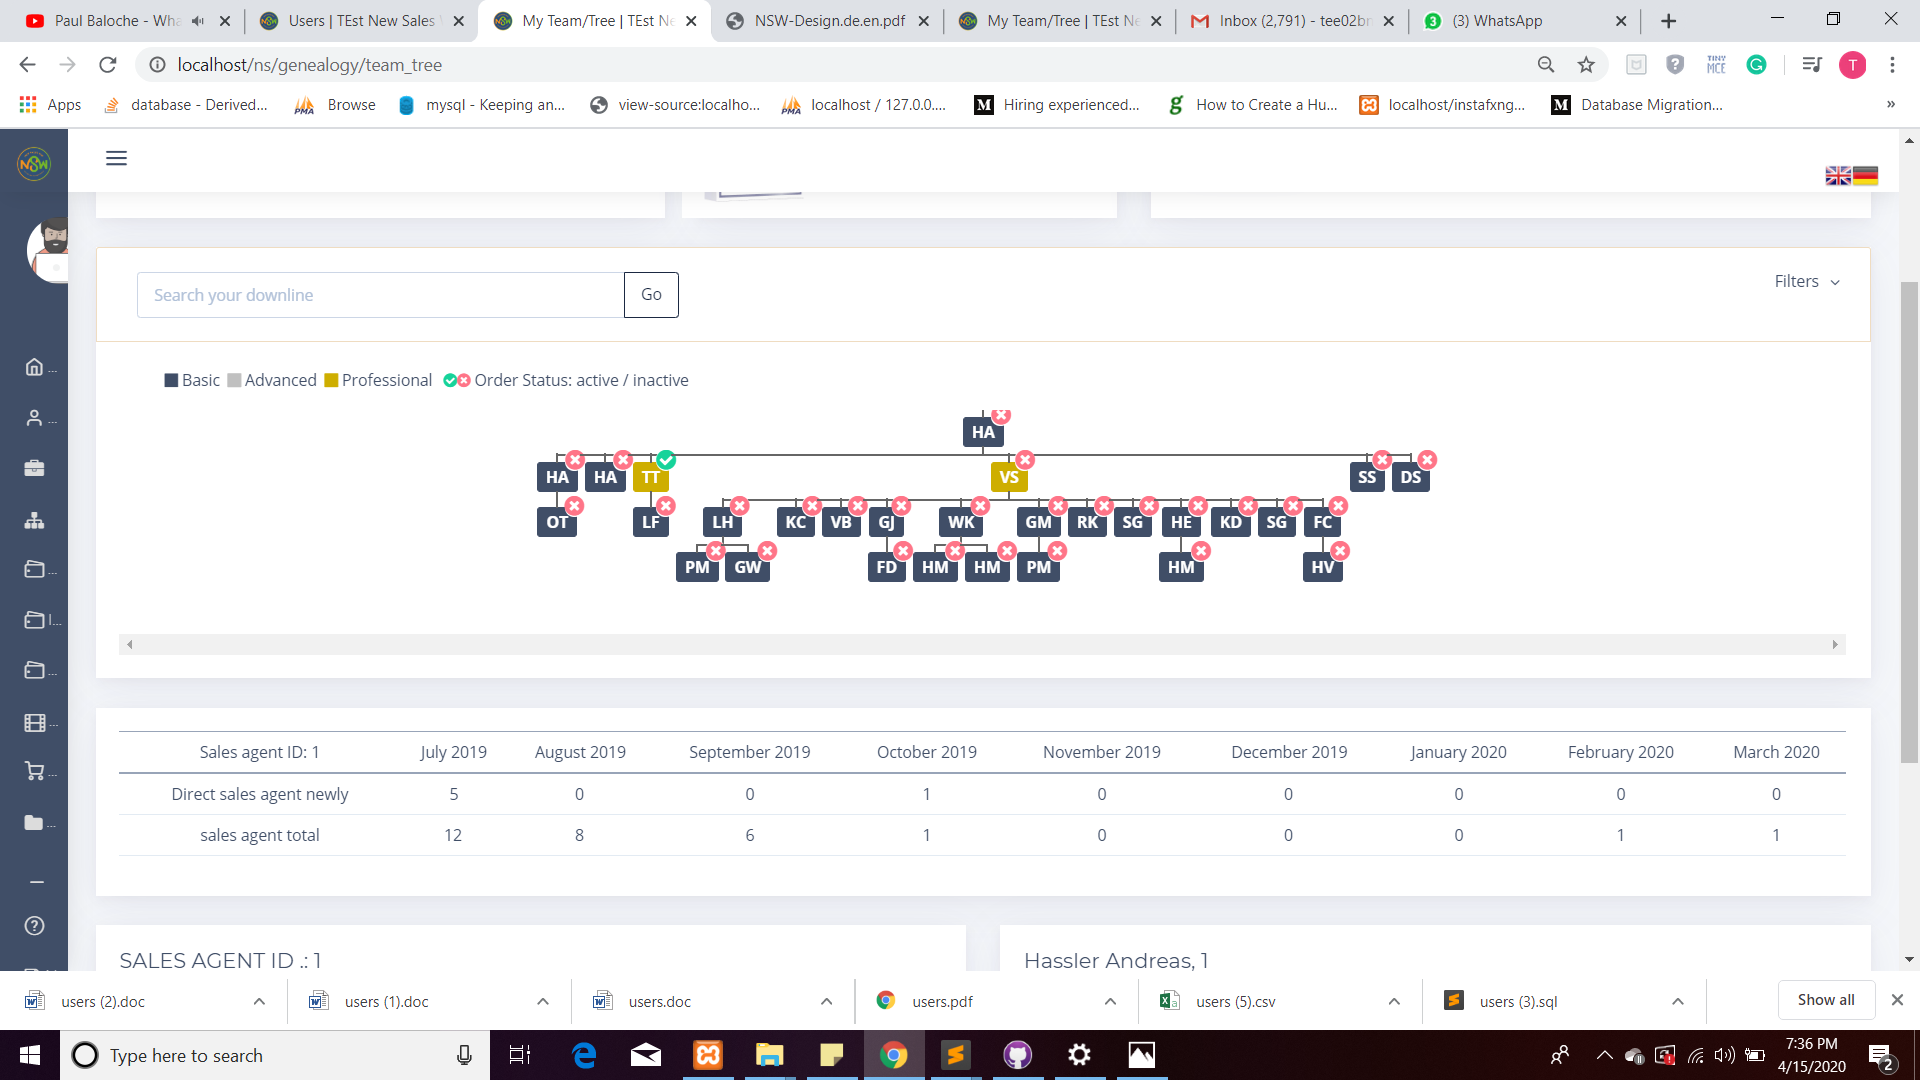 Paul Baloche - Wha
Users | TEst New Sales
My Team/Tree | TEst Ne
NSW-Design.de.en.pdf
My Team/Tree | TEst Ne
Inbox (2,791) - tee02br
3
(3) WhatsApp
localhost/ns/genealogy/team_tree
TINY MCE
T
Apps
database - Derived...
PMA
Browse
mysql - Keeping an...
view-source:localho...
PMA
localhost / 127.0.0....
M
Hiring experienced...
How to Create a Hu...
localhost/instafxng...
M
Database Migration...
»
NSW
Search your downline
Go
Filters
Basic
Advanced
Professional
Order Status: active / inactive
HA
HA HA TT VS SS DS
OT LF LH KC VB GJ WK GM RK SG HE KD SG FC
PM GW FD HM HM PM HM HV
Sales agent ID: 1 July 2019 August 2019 September 2019 October 2019 November 2019 December 2019 January 2020 February 2020 March 2020
Direct sales agent newly 5 0 0 1 0 0 0 0 0
sales agent total 12 8 6 1 0 0 0 1 1
SALES AGENT ID .: 1
Hassler Andreas, 1
users (2).doc
users (1).doc
users.doc
users.pdf
users (5).csv
users (3).sql
Show all
Type here to search
7:36 PM
4/15/2020
2